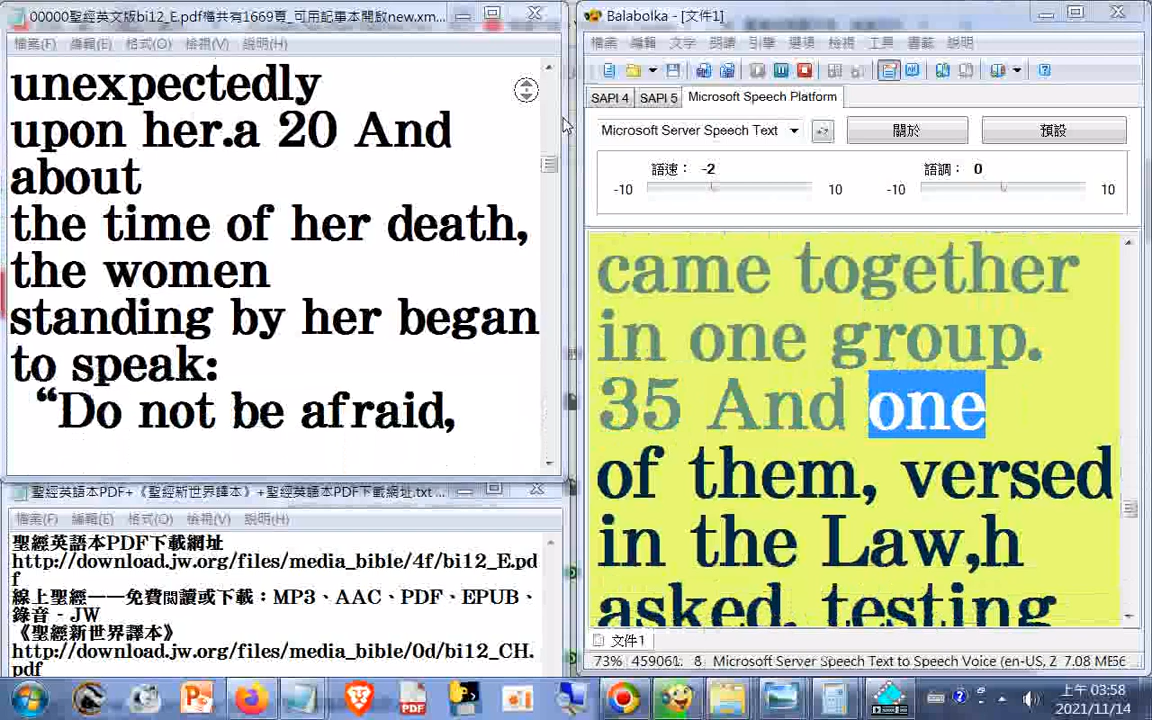 00000聖經英文版bi12_E.pdf檔共有1669頁_可用記事本開啟new.xm...
檔案(F) 編輯(E) 格式(O) 檢視(V) 說明(H)
unexpectedly
upon her.a 20 And
about
the time of her death,
the women
standing by her began
to speak:
“Do not be afraid,
聖經英語本PDF+《聖經新世界譯本》+聖經英語本PDF下載網址.txt ...
檔案(F) 編輯(E) 格式(O) 檢視(V) 說明(H)
聖經英語本PDF下載網址
http://download.jw.org/files/media_bible/4f/bi12_E.pd
f
線上聖經——免費閱讀或下載：MP3、AAC、PDF、EPUB、
錄音 - JW
《聖經新世界譯本》
http://download.jw.org/files/media_bible/0d/bi12_CH.
pdf
Balabolka - [文件1]
檔案 編輯 文字 朗讀 引擎 選項 檢視 工具 書籤 說明
SAPI 4 SAPI 5 Microsoft Speech Platform
Microsoft Server Speech Text 關於 預設
語速： -2 語調： 0
-10 10 -10 10
came together
in one group.
35 And one
of them, versed
in the Law,h
asked, testing
文件1
73% 459061. 8 Microsoft Server Speech Text to Speech Voice (en-US, Z 7.08 ME56
PDF
上午 03:58
2021/11/14